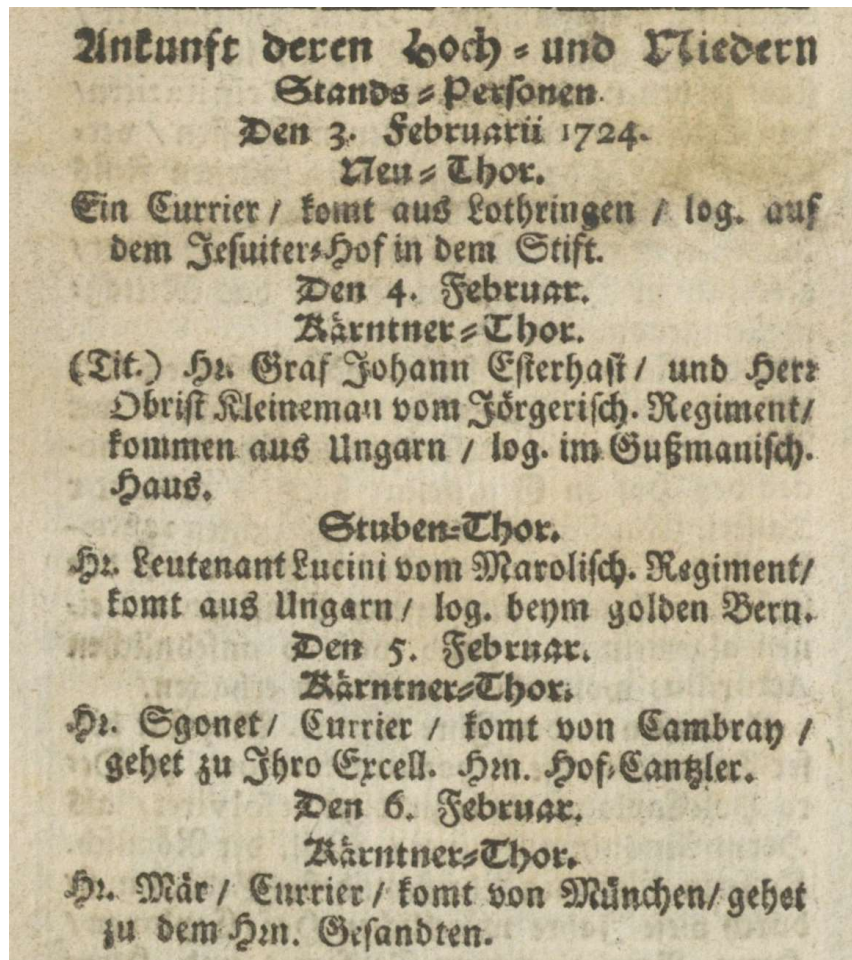 Ankunft deren Hoch-und Niedern
Stands-Personen.
Den 3. Februarii 1724.
Neu-Thor.
Ein Currier / komt aus Lothringen / log. auf
dem Jesuiter-Hof in dem Stift.
Den 4. Februar.
Kärntner-Thor.
(Tit.) Hr. Graf Johann Esterhasi / und Herr
Obrist Kleineman vom Jörgerisch. Regiment /
kommen aus Ungarn / log. im Gußmanisch.
Haus.
Stuben-Thor.
Hr. Leutenant Lucini vom Marolisch. Regiment /
komt aus Ungarn / log. beym golden Bern.
Den 5. Februar.
Kärntner-Thor.
Hr. Sgonet / Currier / komt von Cambray /
gehet zu Ihro Excell. Hrn. Hof-Cantzler.
Den 6. Februar.
Kärntner-Thor.
Hr. Mär / Currier / komt von München / gehet
zu dem Hrn. Gesandten.